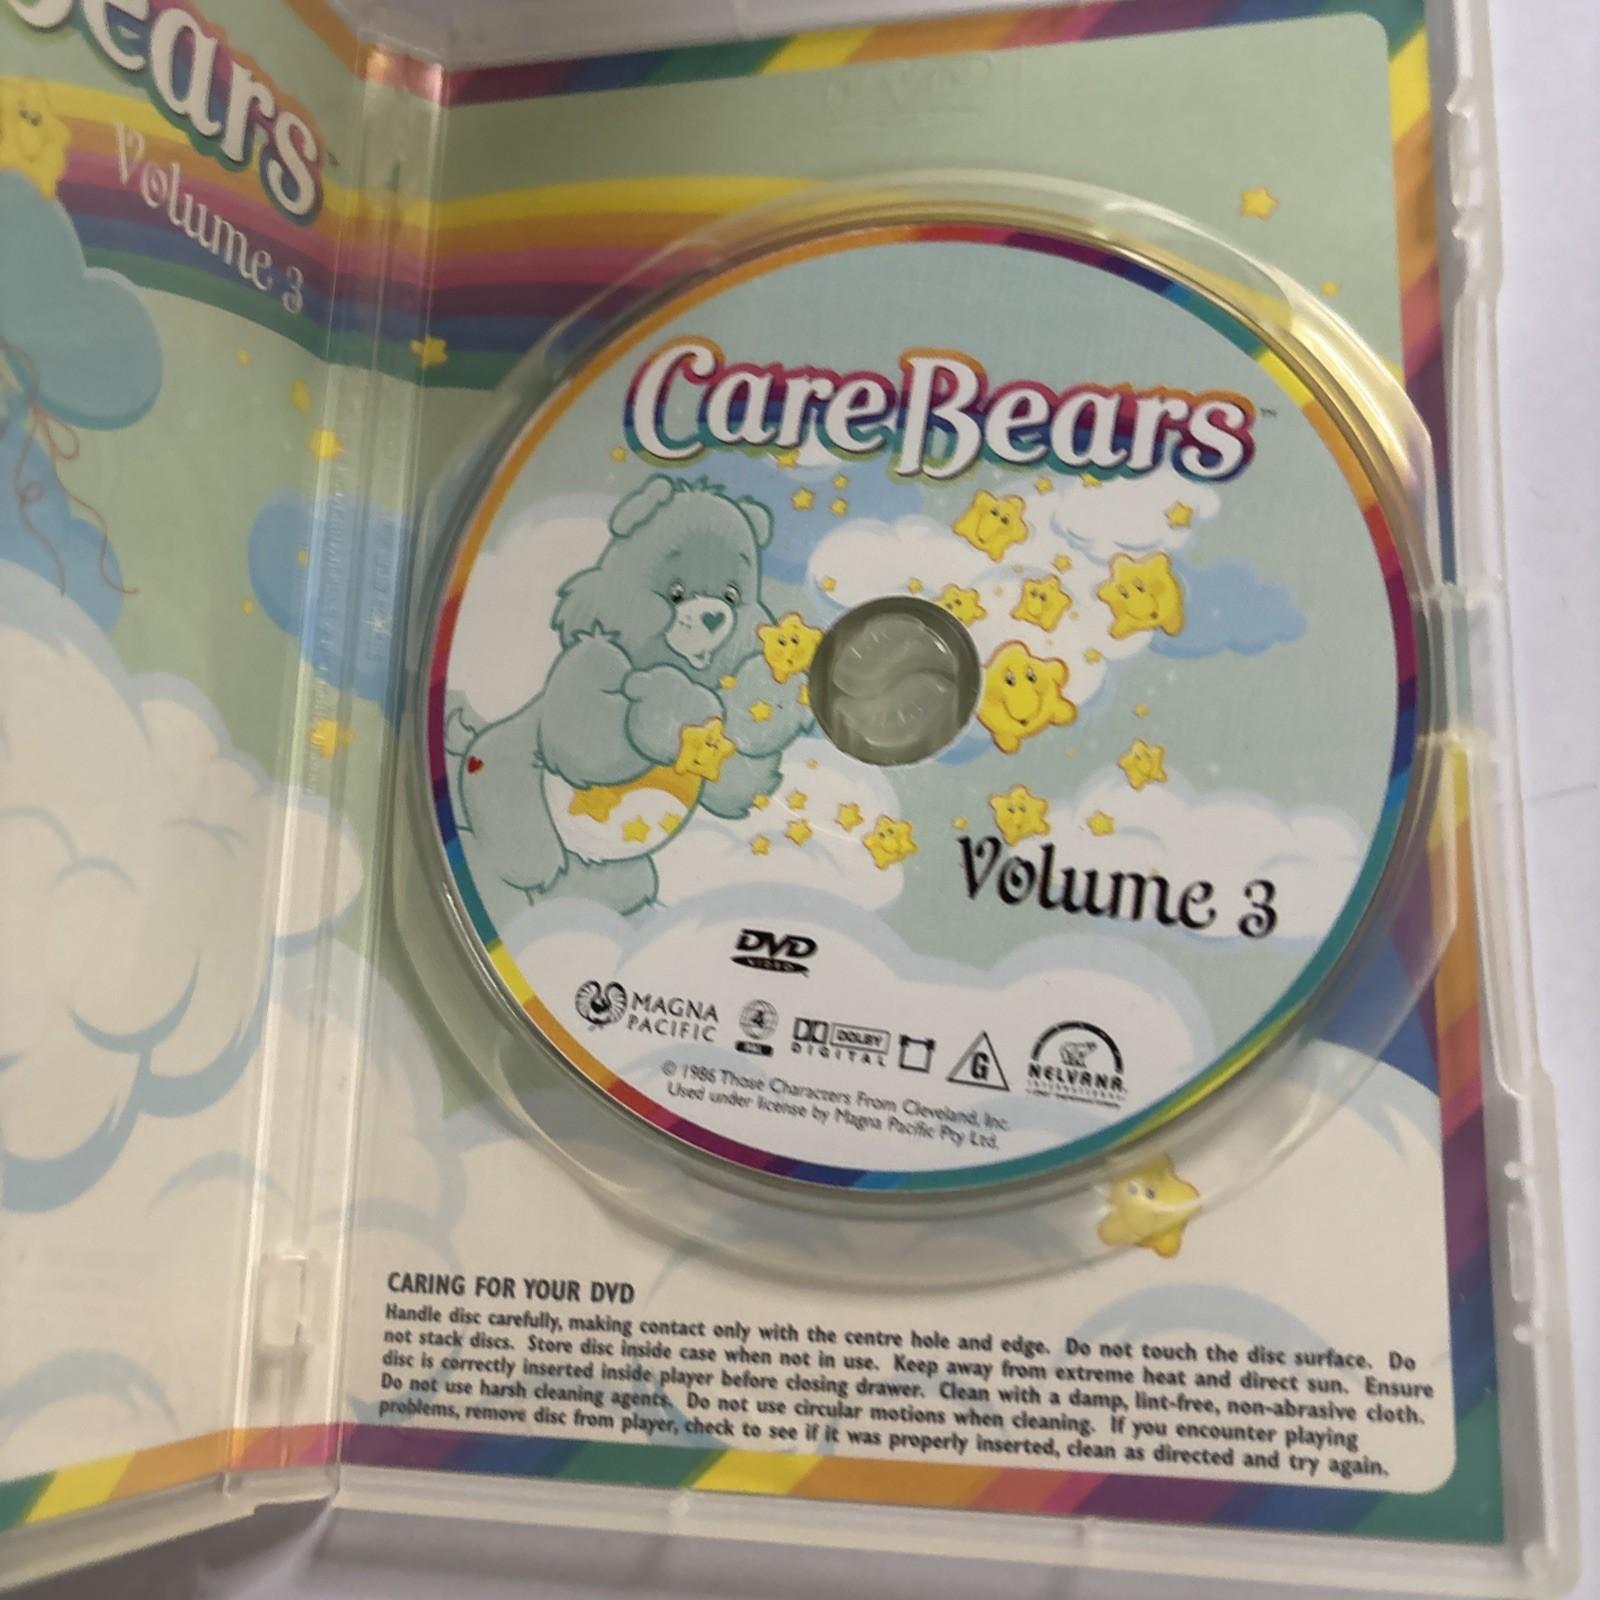 Bears
Volume 3
CareBears™
Volume 3
DVD
VIDEO
MAGNA
PACIFIC
4
PAL
DOLBY
DIGITAL
G
NELVANA
INTERNATIONAL
© 1986 Those Characters From Cleveland, Inc.
Used under license by Magna Pacific Pty Ltd.
CARING FOR YOUR DVD
Handle disc carefully, making contact only with the centre hole and edge. Do not touch the disc surface. Do
not stack discs. Store disc inside case when not in use. Keep away from extreme heat and direct sun. Ensure
disc is correctly inserted inside player before closing drawer. Clean with a damp, lint-free, non-abrasive cloth.
Do not use harsh cleaning agents. Do not use circular motions when cleaning. If you encounter playing
problems, remove disc from player, check to see if it was properly inserted, clean as directed and try again.